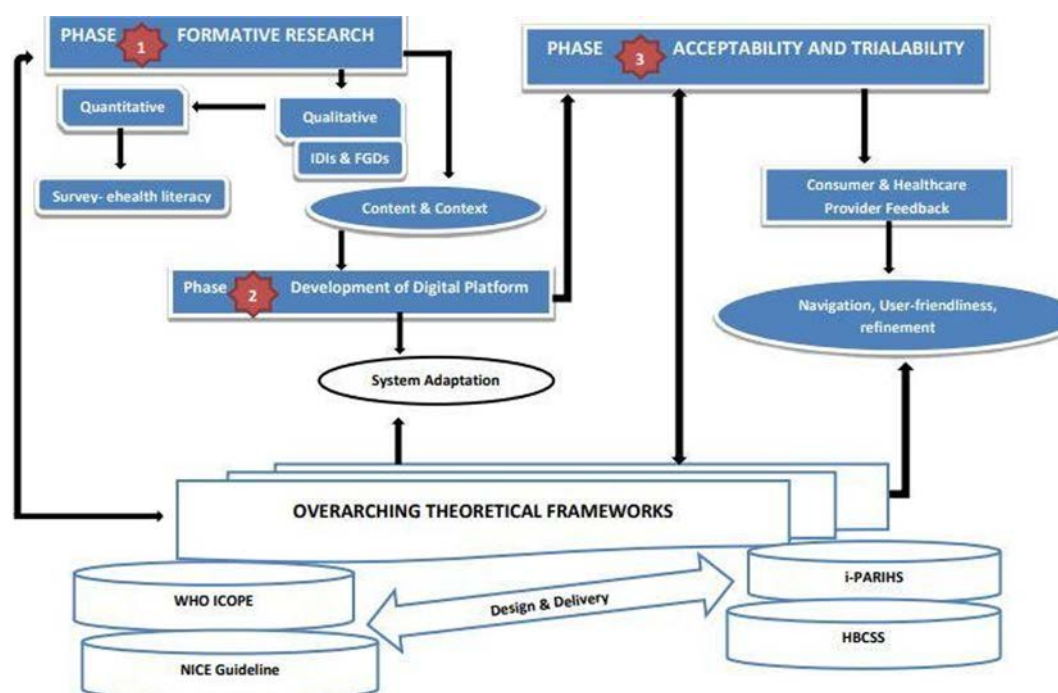 PHASE 1 FORMATIVE RESEARCH
Quantitative
Qualitative
IDIs & FGDs
Survey- ehealth literacy
Content & Context
Phase 2 Development of Digital Platform
System Adaptation
PHASE 3 ACCEPTABILITY AND TRIALABILITY
Consumer & Healthcare
Provider Feedback
Navigation, User-friendliness,
refinement
OVERARCHING THEORETICAL FRAMEWORKS
WHO ICOPE
NICE Guideline
Design & Delivery
i-PARIHS
HBCSS